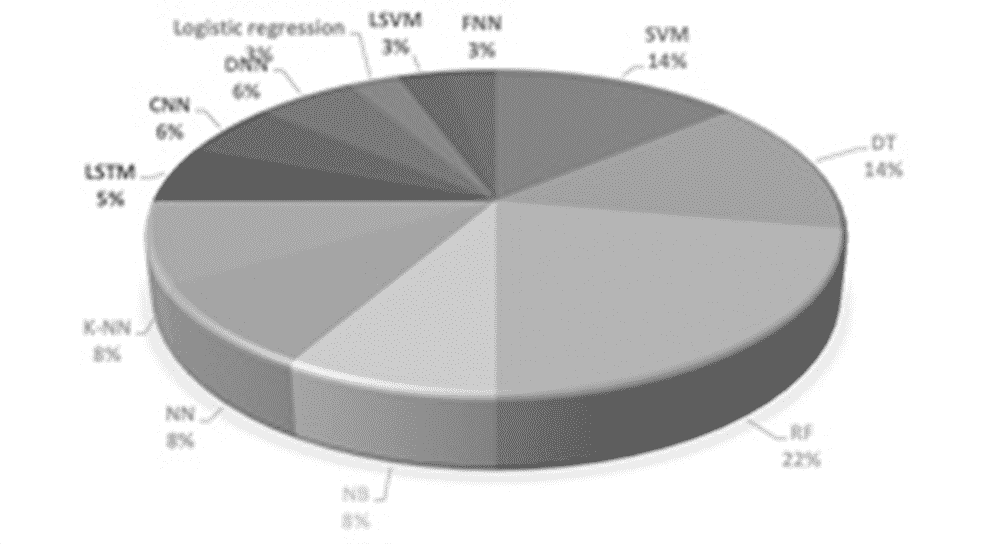 FNN
3%
SVM
14%
DT
14%
RF
22%
NB
8%
NN
8%
K-NN
8%
LSTM
5%
CNN
6%
DNN
6%
Logistic regression
3%
LSVM
3%